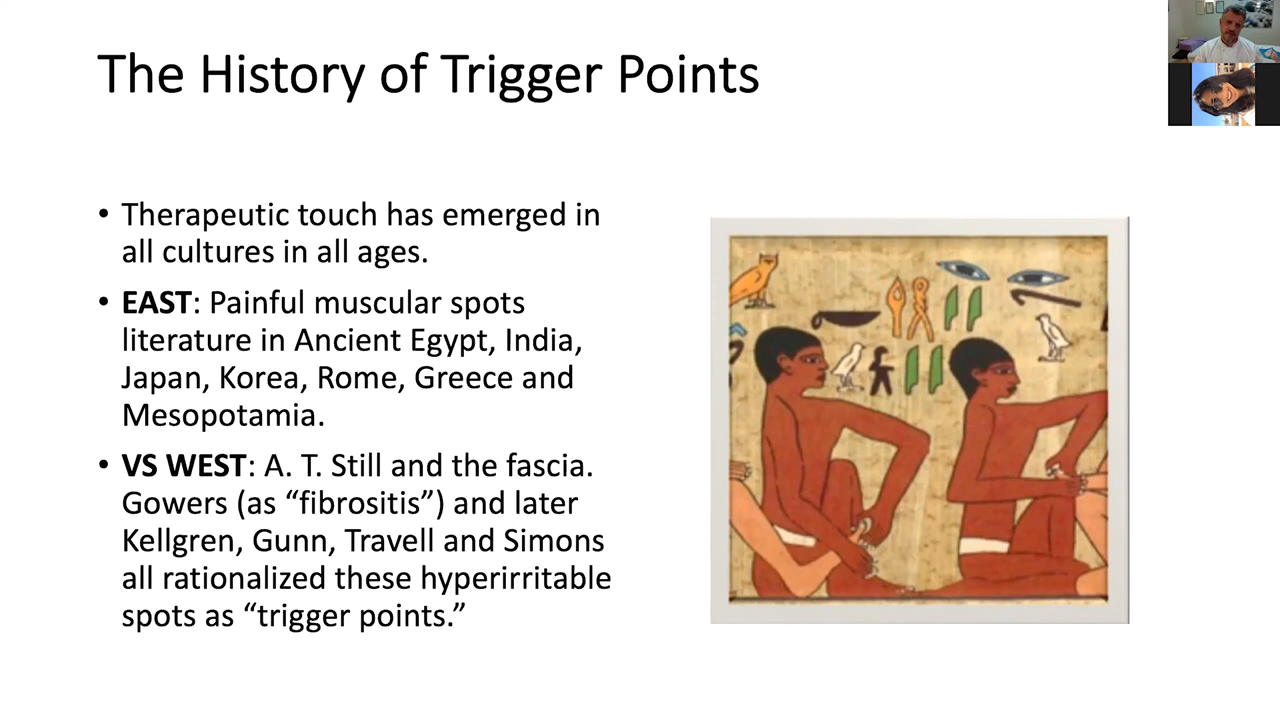 The History of Trigger Points
• Therapeutic touch has emerged in
all cultures in all ages.
• EAST: Painful muscular spots
literature in Ancient Egypt, India,
Japan, Korea, Rome, Greece and
Mesopotamia.
• VS WEST: A. T. Still and the fascia.
Gowers (as “fibrositis”) and later
Kellgren, Gunn, Travell and Simons
all rationalized these hyperirritable
spots as “trigger points.”